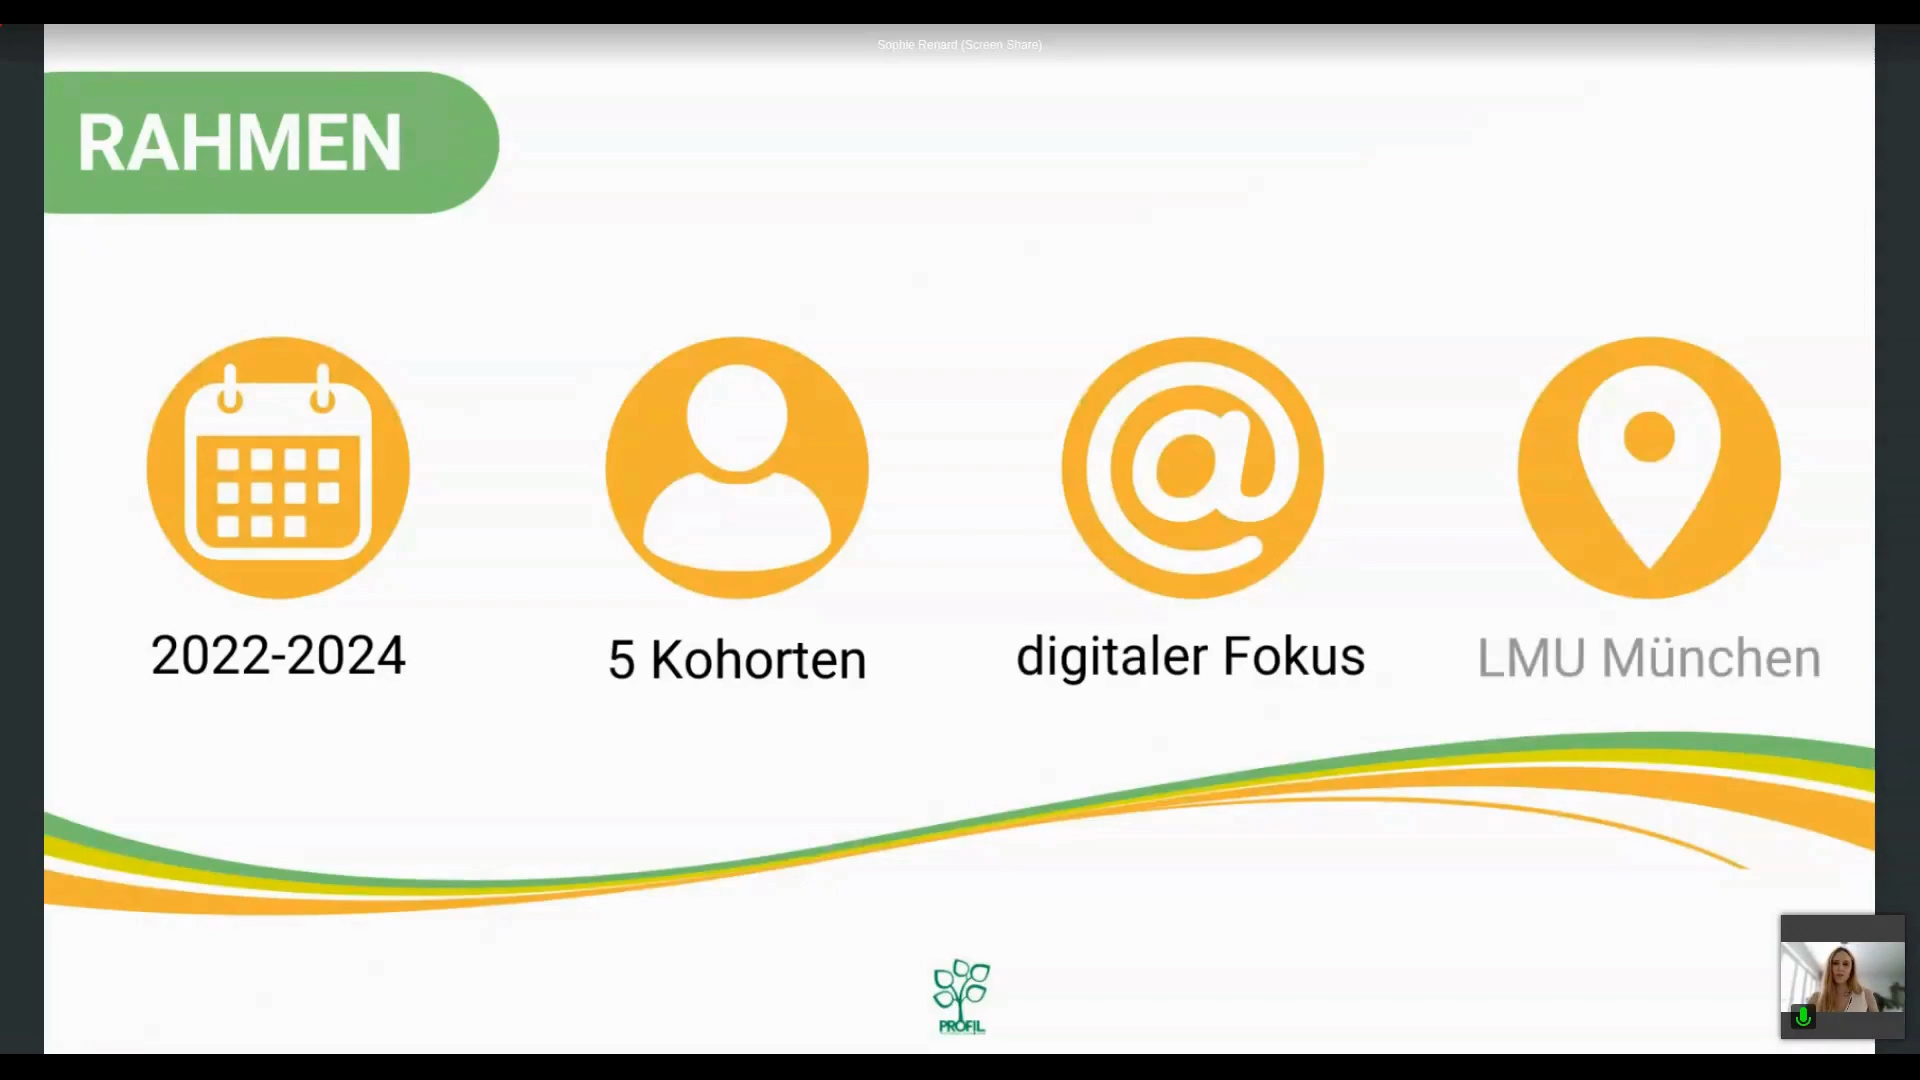 Sophie Renard (Screen Share)
RAHMEN
2022-2024
5 Kohorten
digitaler Fokus
LMU München
PROFIL